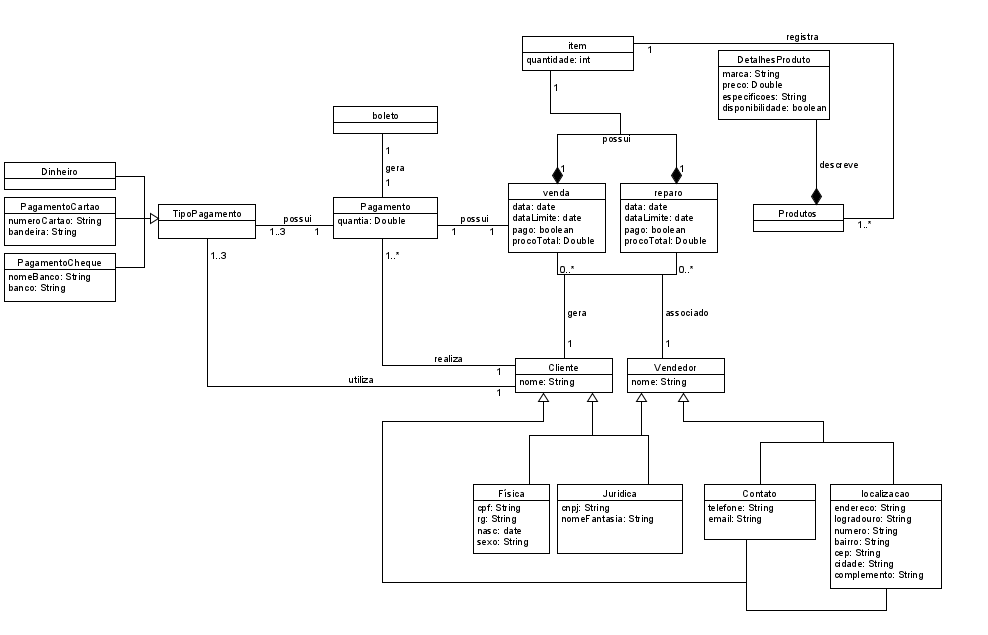 item
quantidade: int
1
registra
DetalhesProduto
marca: String
preco: Double
especificoes: String
disponibilidade: boolean
1
boleto
1
gera
1
possui
1
1
descreve
Dinheiro
PagamentoCartao
numeroCartao: String
bandeira: String
PagamentoCheque
nomeBanco: String
banco: String
TipoPagamento
possui
1..3
1
Pagamento
quantia: Double
possui
1
1
venda
data: date
dataLimite: date
pago: boolean
procoTotal: Double
reparo
data: date
dataLimite: date
pago: boolean
procoTotal: Double
Produtos
1..*
1..3
1..*
0..*
0..*
gera
associado
1
1
realiza
1
utiliza
1
Cliente
nome: String
Vendedor
nome: String
Física
cpf: String
rg: String
nasc: date
sexo: String
Juridica
cnpj: String
nomeFantasia: String
Contato
telefone: String
email: String
localizacao
endereco: String
logradouro: String
numero: String
bairro: String
cep: String
cidade: String
complemento: String